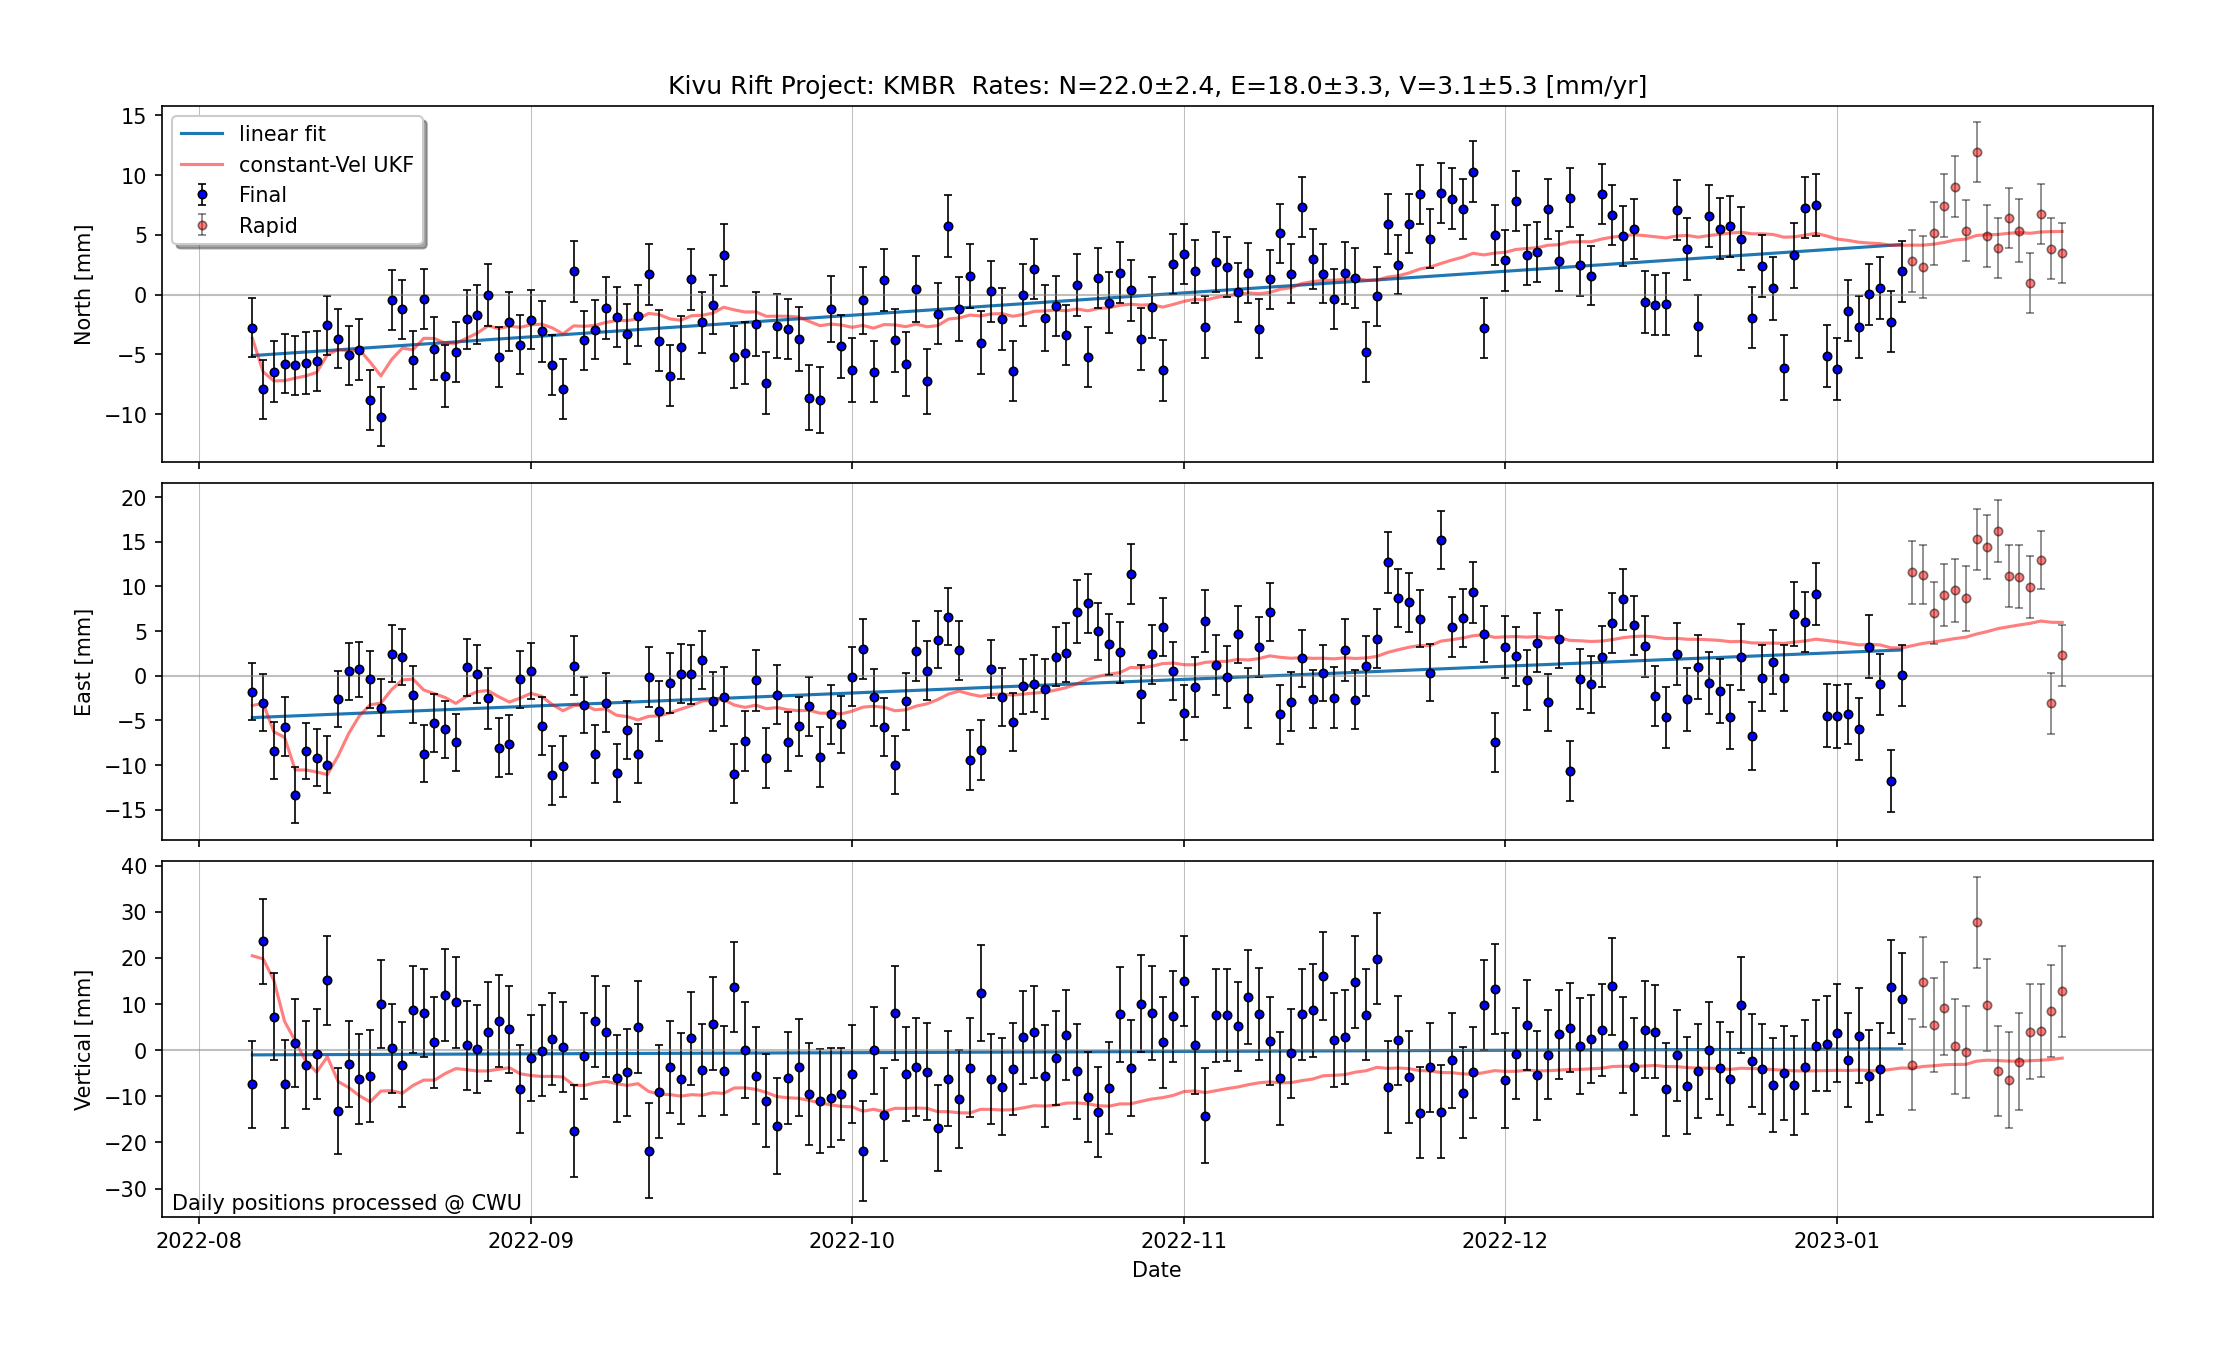 Kivu Rift Project: KMBR  Rates: N=22.0±2.4, E=18.0±3.3, V=3.1±5.3 [mm/yr]
linear fit
constant-Vel UKF
Final
Rapid
North [mm]
15
10
5
0
−5
−10
East [mm]
20
15
10
5
0
−5
−10
−15
Vertical [mm]
40
30
20
10
0
−10
−20
−30
Daily positions processed @ CWU
2022-08 2022-09 2022-10 2022-11 2022-12 2023-01
Date